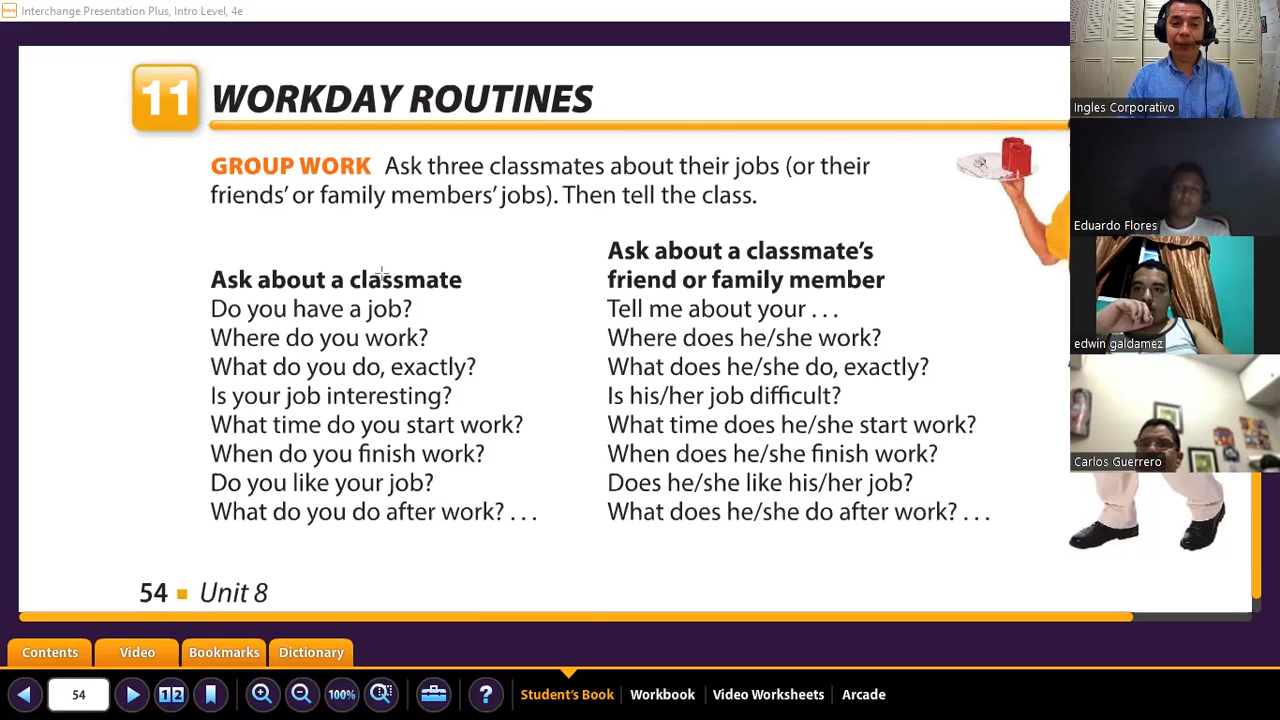 Interchange Presentation Plus, Intro Level, 4e
11 WORKDAY ROUTINES
GROUP WORK Ask three classmates about their jobs (or their
friends' or family members' jobs). Then tell the class.
Ask about a classmate
Do you have a job?
Where do you work?
What do you do, exactly?
Is your job interesting?
What time do you start work?
When do you finish work?
Do you like your job?
What do you do after work? . . .
Ask about a classmate's
friend or family member
Tell me about your . . .
Where does he/she work?
What does he/she do, exactly?
Is his/her job difficult?
What time does he/she start work?
When does he/she finish work?
Does he/she like his/her job?
What does he/she do after work? . . .
54 Unit 8
Ingles Corporativo
Eduardo Flores
edwin galdamez
Carlos Guerrero
Contents Video Bookmarks Dictionary
54 1 2 100% ? Student's Book Workbook Video Worksheets Arcade